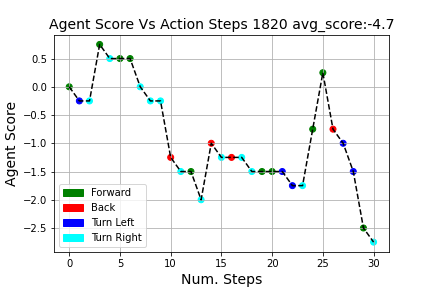 Agent Score Vs Action Steps 1820 avg_score:-4.7
Agent Score
0.5
0.0
−0.5
−1.0
−1.5
−2.0
−2.5
Forward
Back
Turn Left
Turn Right
0 5 10 15 20 25 30
Num. Steps